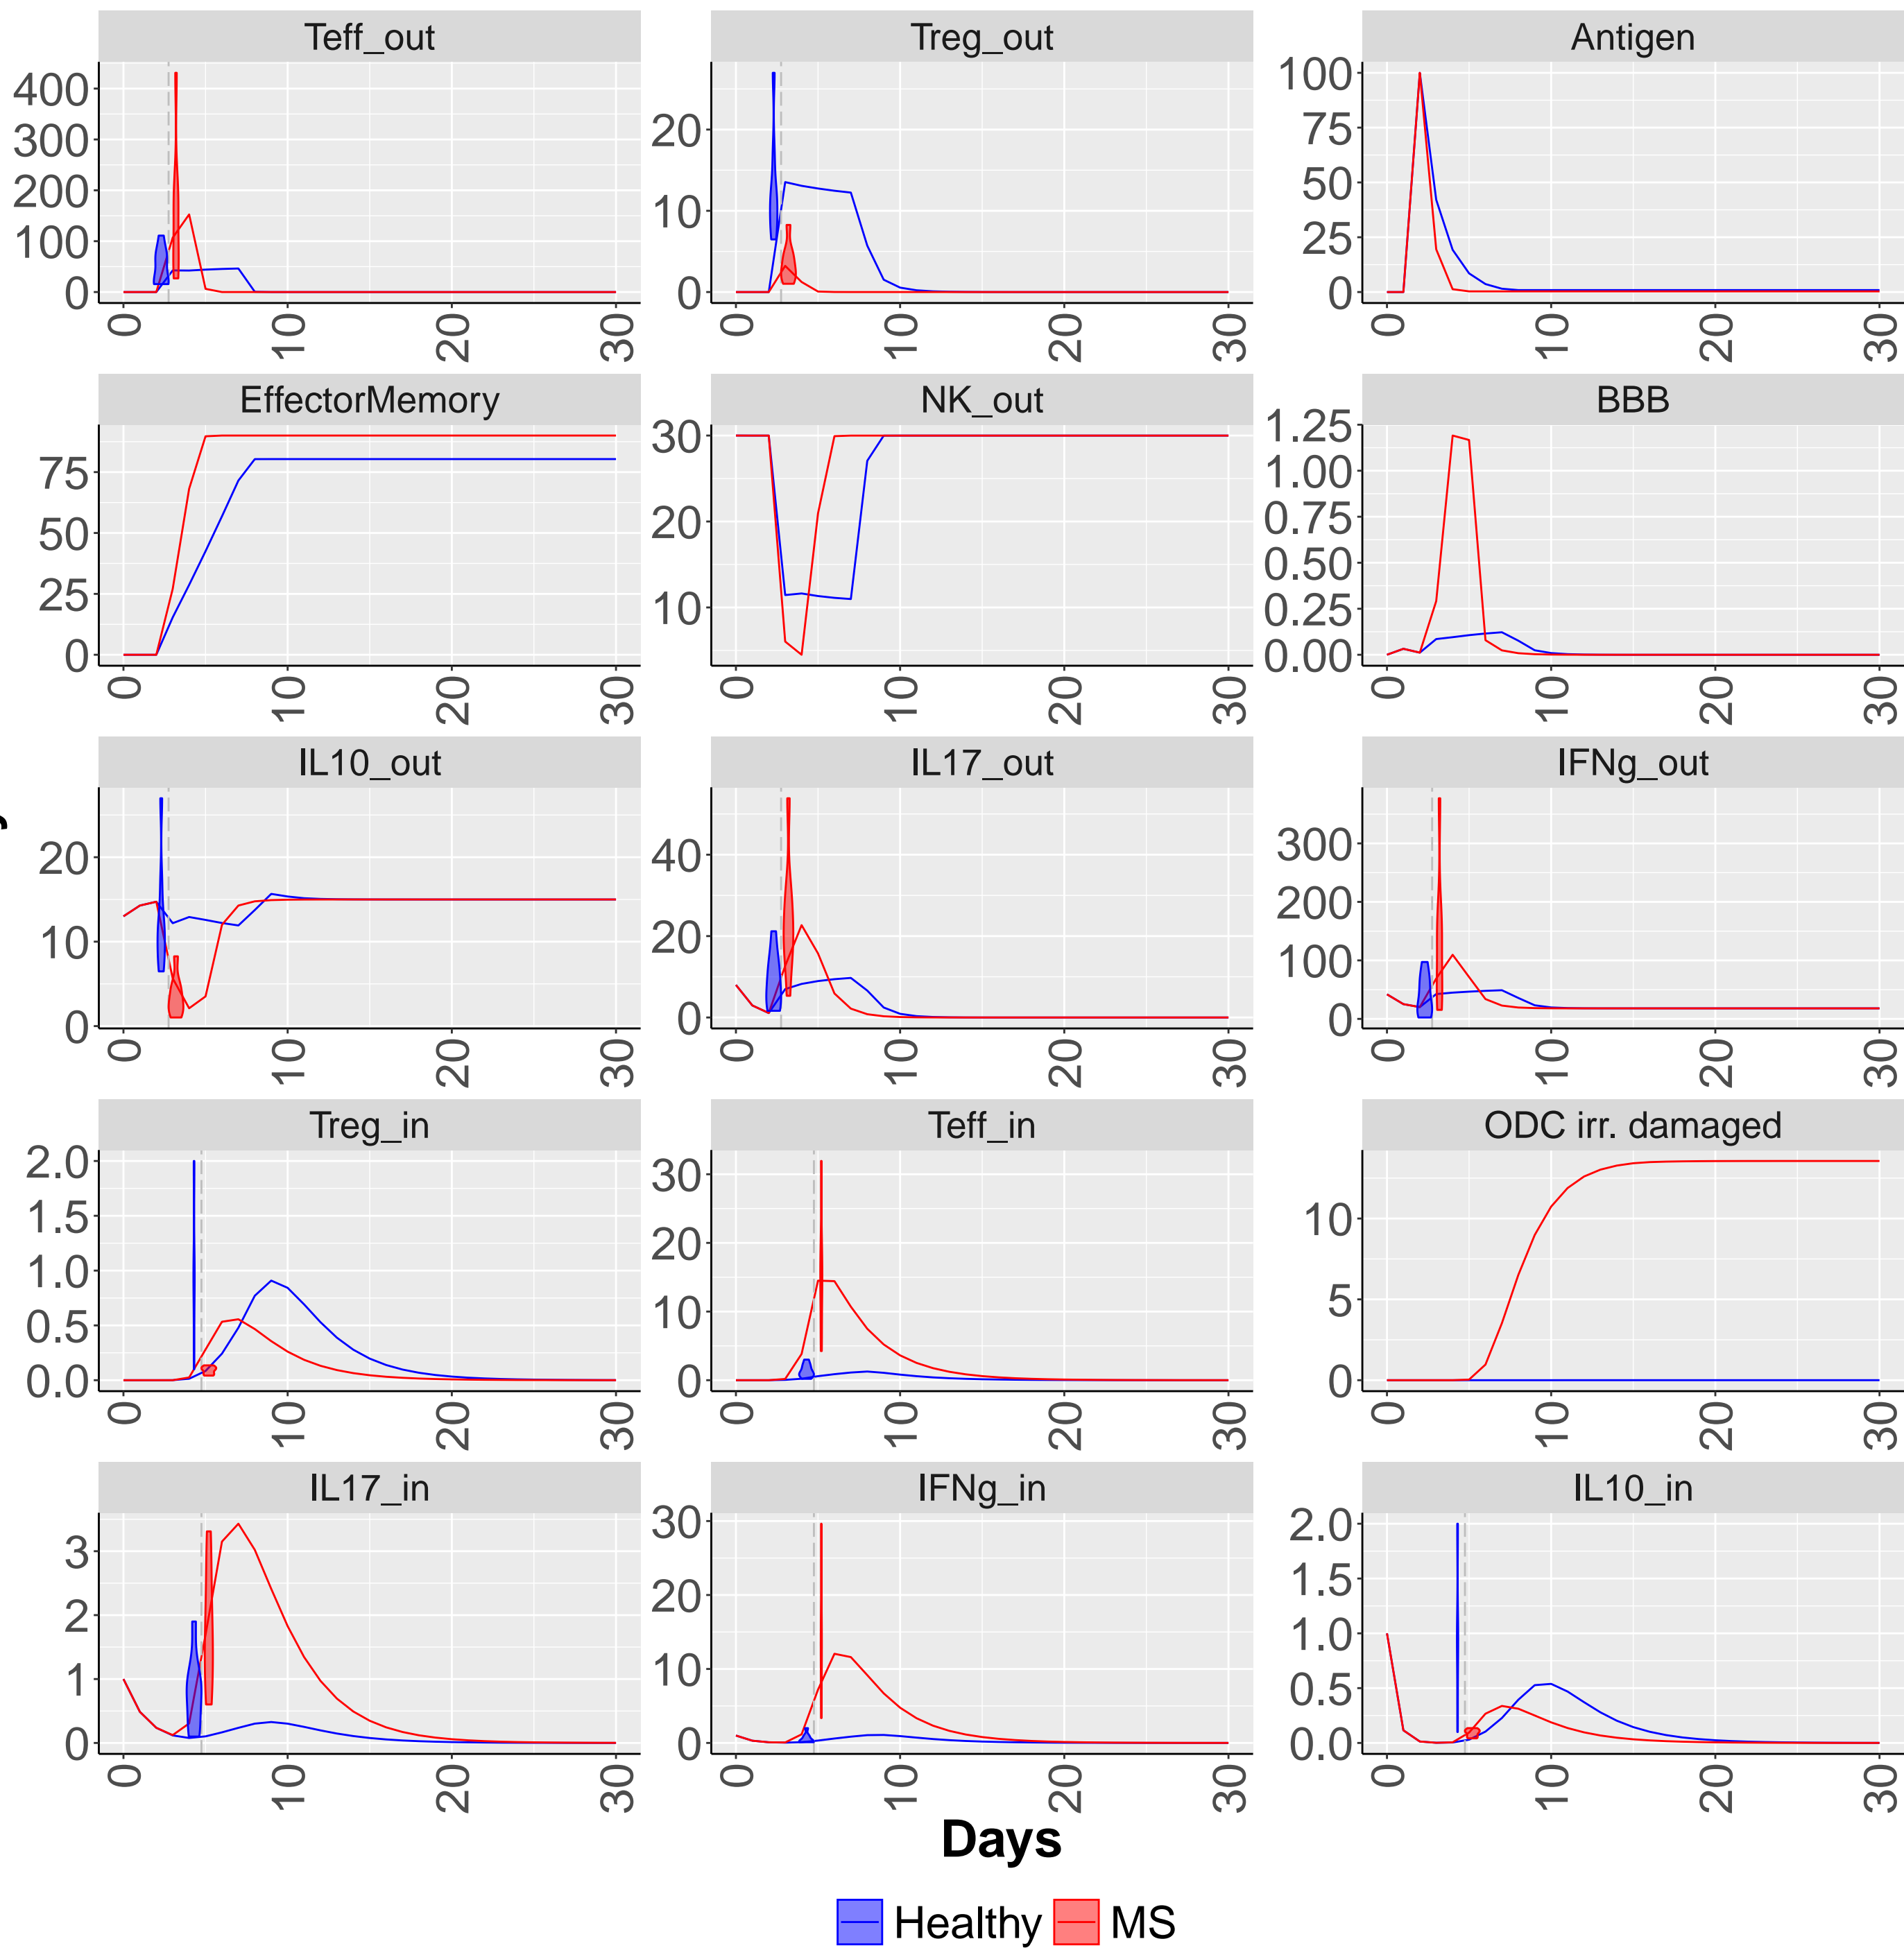 Teff_out Treg_out Antigen
400 300 200 100 0
20 10 0
100 75 50 25 0
0 10 20 30 0 10 20 30 0 10 20 30
EffectorMemory NK_out BBB
75 50 25 0
30 20 10
1.25 1.00 0.75 0.50 0.25 0.00
0 10 20 30 0 10 20 30 0 10 20 30
IL10_out IL17_out IFNg_out
20 10 0
40 20 0
300 200 100 0
0 10 20 30 0 10 20 30 0 10 20 30
Treg_in Teff_in ODC irr. damaged
2.0 1.5 1.0 0.5 0.0
30 20 10 0
10 5 0
0 10 20 30 0 10 20 30 0 10 20 30
IL17_in IFNg_in IL10_in
3 2 1 0
30 20 10 0
2.0 1.5 1.0 0.5 0.0
0 10 20 30 0 10 20 30 0 10 20 30
Days
Healthy MS